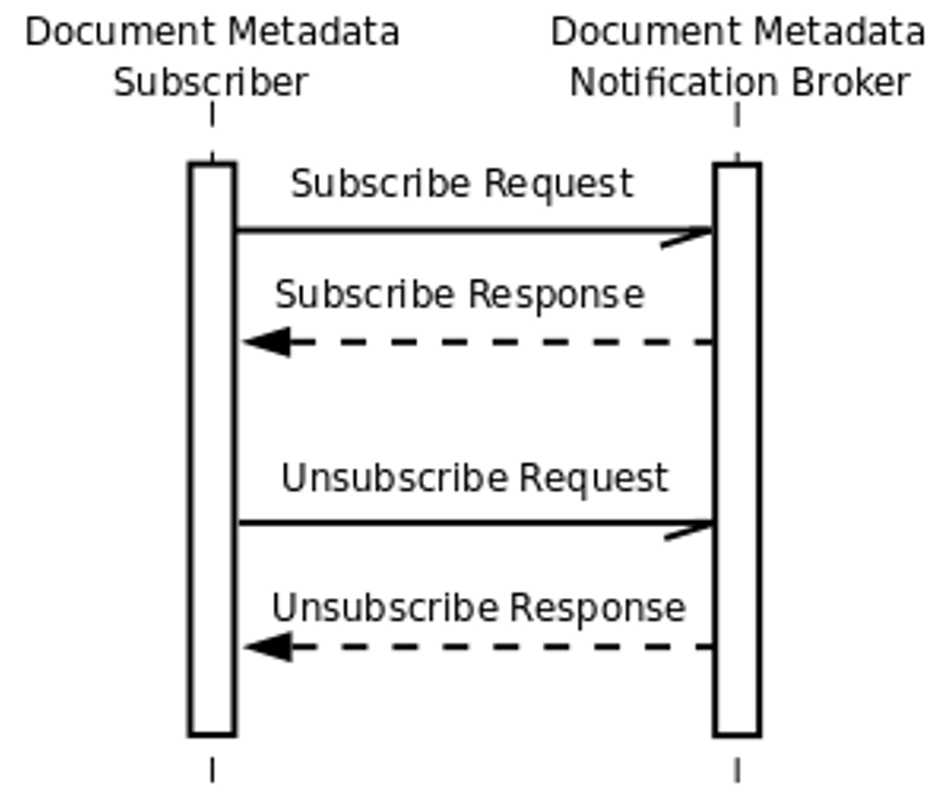 Document Metadata
Subscriber
Document Metadata
Notification Broker
Subscribe Request
Subscribe Response
Unsubscribe Request
Unsubscribe Response